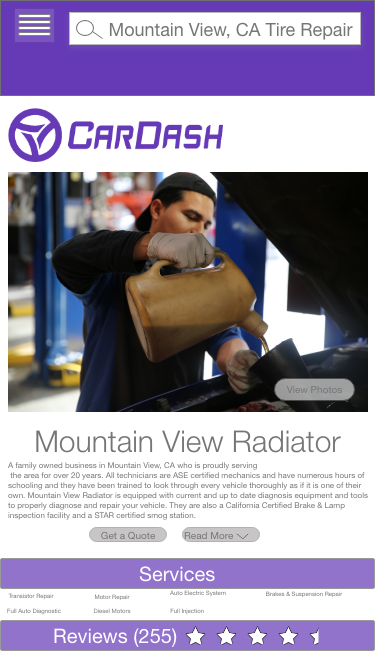 Mountain View, CA Tire Repair
CARDASH
View Photos
Mountain View Radiator
A family owned business in Mountain View, CA who is proudly serving
the area for over 20 years. All technicians are ASE certified mechanics and have numerous hours of
schooling and they have been trained to look through every vehicle thoroughly as if it is one of their
own. Mountain View Radiator is equipped with current and up to date diagnosis equipment and tools
to properly diagnose and repair your vehicle. They are also a California Certified Brake & Lamp
inspection facility and a STAR certified smog station.
Get a Quote Read More
Services
Transistor Repair Motor Repair Auto Electric System Brakes & Suspension Repair
Full Auto Diagnostic Diesel Motors Full Injection
Reviews (255)